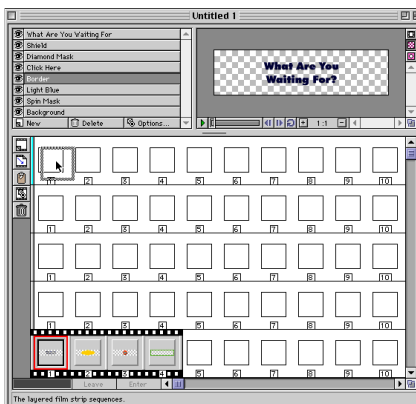 Untitled 1
What Are You Waiting For
Shield
Diamond Mask
Click Here
Border
Light Blue
Spin Mask
Background
New Delete Options...
What Are You
Waiting For?
1:1
1 2 3 4 5 6 7 8 9 10
1 2 3 4 5 6 7 8 9 10
1 2 3 4 5 6 7 8 9 10
1 2 3 4 5 6 7 8 9 10
1 2 3 4 5 6 7 8 9 10
Leave Enter
The layered film strip sequences.